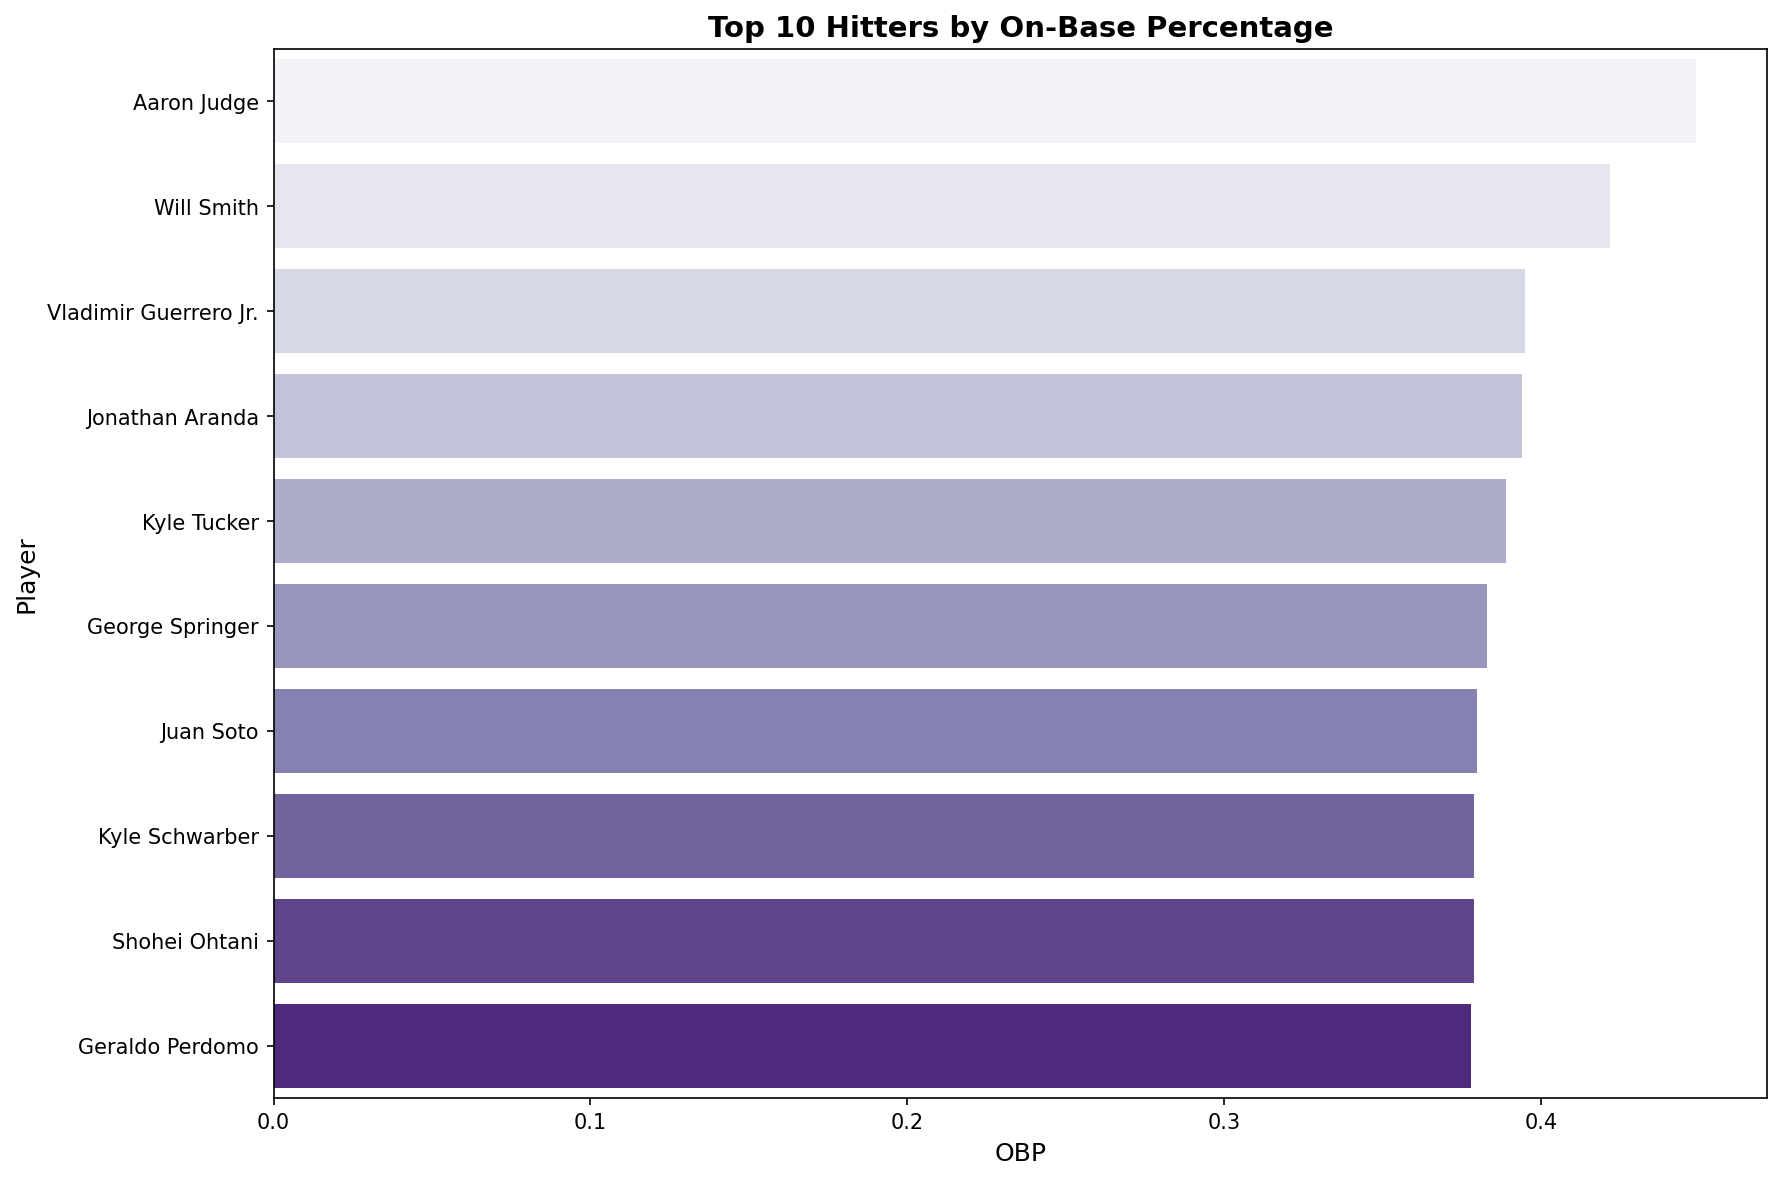 Top 10 Hitters by On-Base Percentage
Aaron Judge
Will Smith
Vladimir Guerrero Jr.
Jonathan Aranda
Kyle Tucker
George Springer
Juan Soto
Kyle Schwarber
Shohei Ohtani
Geraldo Perdomo
Player
0.0 0.1 0.2 0.3 0.4
OBP